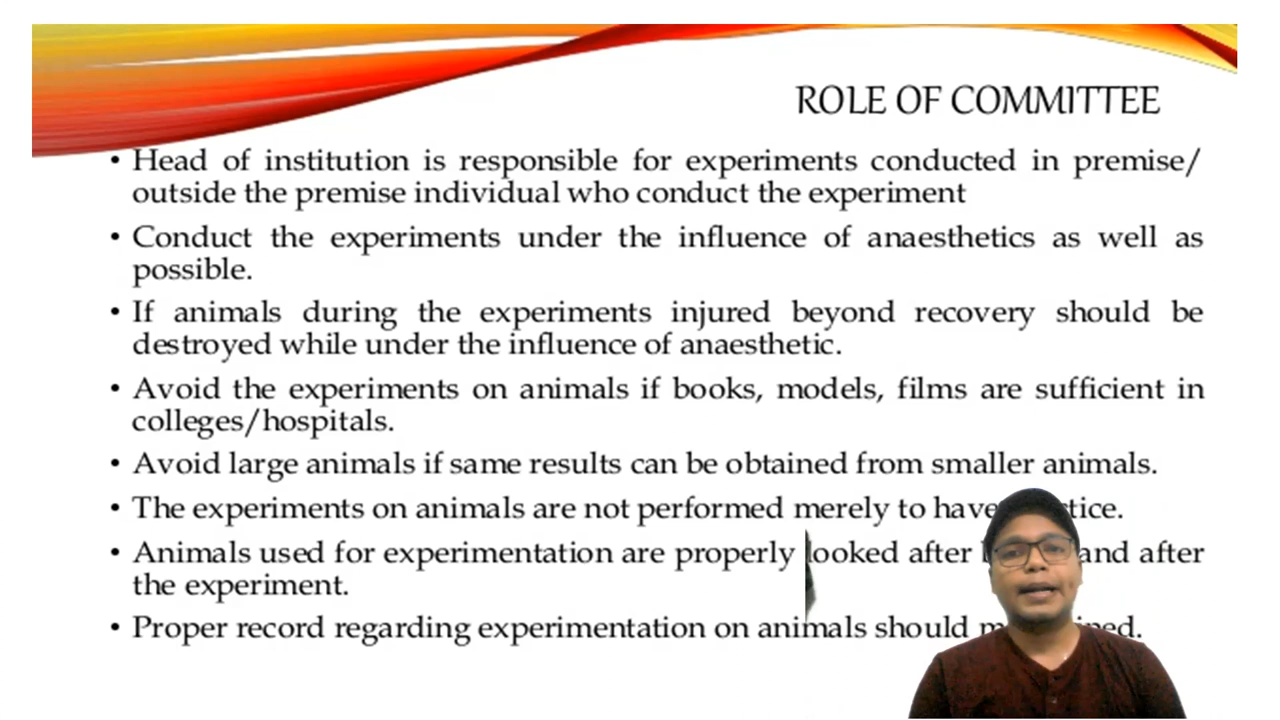 ROLE OF COMMITTEE
• Head of institution is responsible for experiments conducted in premise/
outside the premise individual who conduct the experiment
• Conduct the experiments under the influence of anaesthetics as well as
possible.
• If animals during the experiments injured beyond recovery should be
destroyed while under the influence of anaesthetic.
• Avoid the experiments on animals if books, models, films are sufficient in
colleges/hospitals.
• Avoid large animals if same results can be obtained from smaller animals.
• The experiments on animals are not performed merely to have
• Animals used for experimentation are properly looked after and after
the experiment.
• Proper record regarding experimentation on animals should